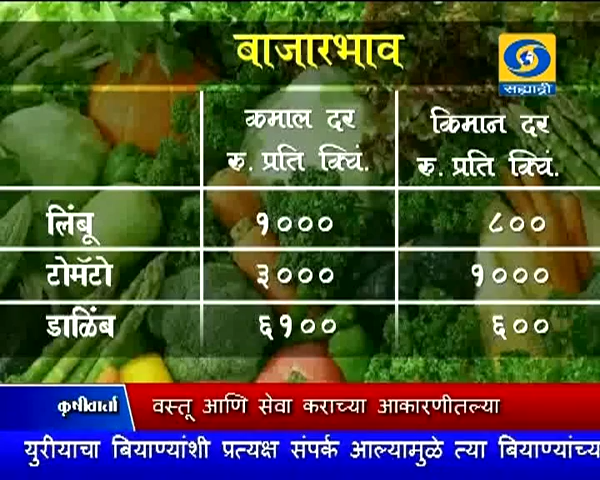 बाजारभाव
सह्याद्री
कमाल दर
रु. प्रति क्विं.
किमान दर
रु. प्रति क्विं.
लिंबू १००० ८००
टोमॅटो ३००० १०००
डाळिंब ६१०० ६००
कृषीवार्ता वस्तू आणि सेवा कराच्या आकारणीतल्या
युरीयाचा बियाण्यांशी प्रत्यक्ष संपर्क आल्यामुळे त्या बियाण्यांच्य